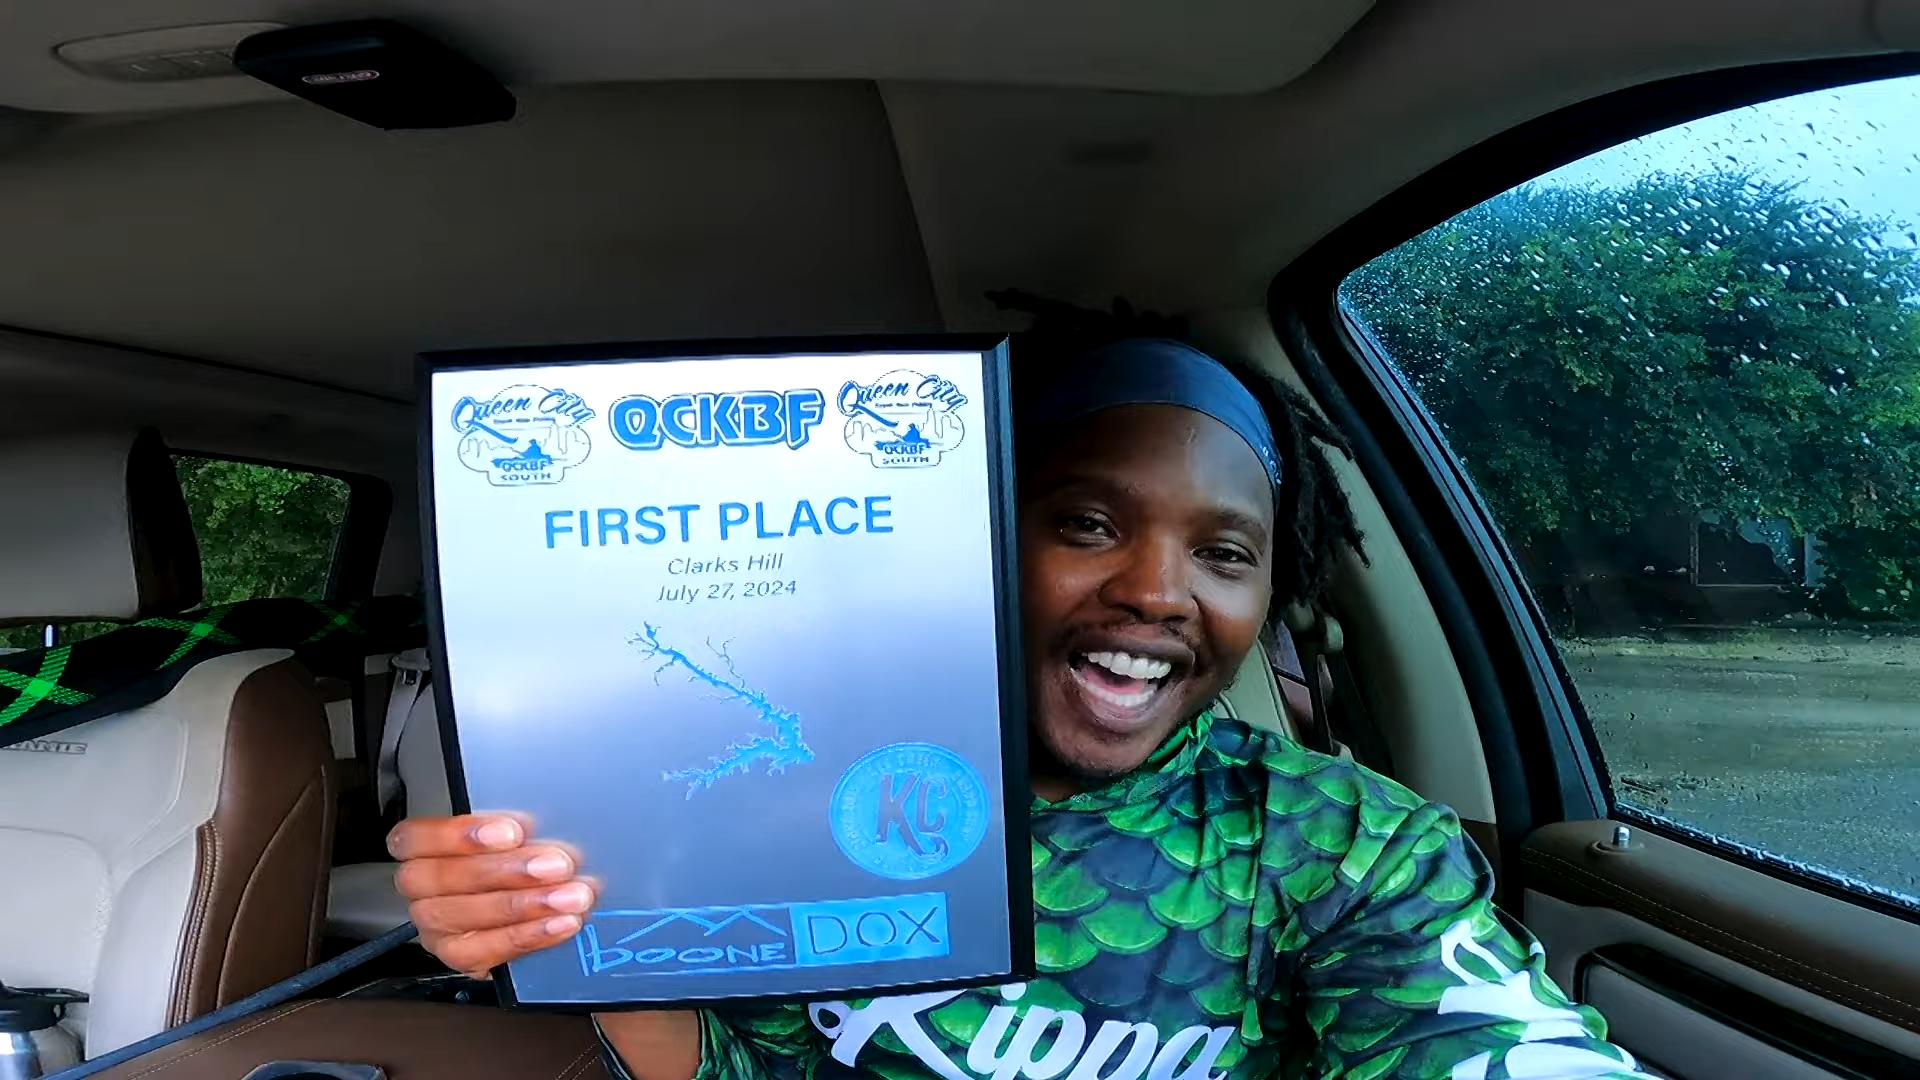 Queen City
QCKBF
SOUTH
QCKBF
Queen City
QCKBF
SOUTH
FIRST PLACE
Clarks Hill
July 27, 2024
KC
boone DOX
Kippa